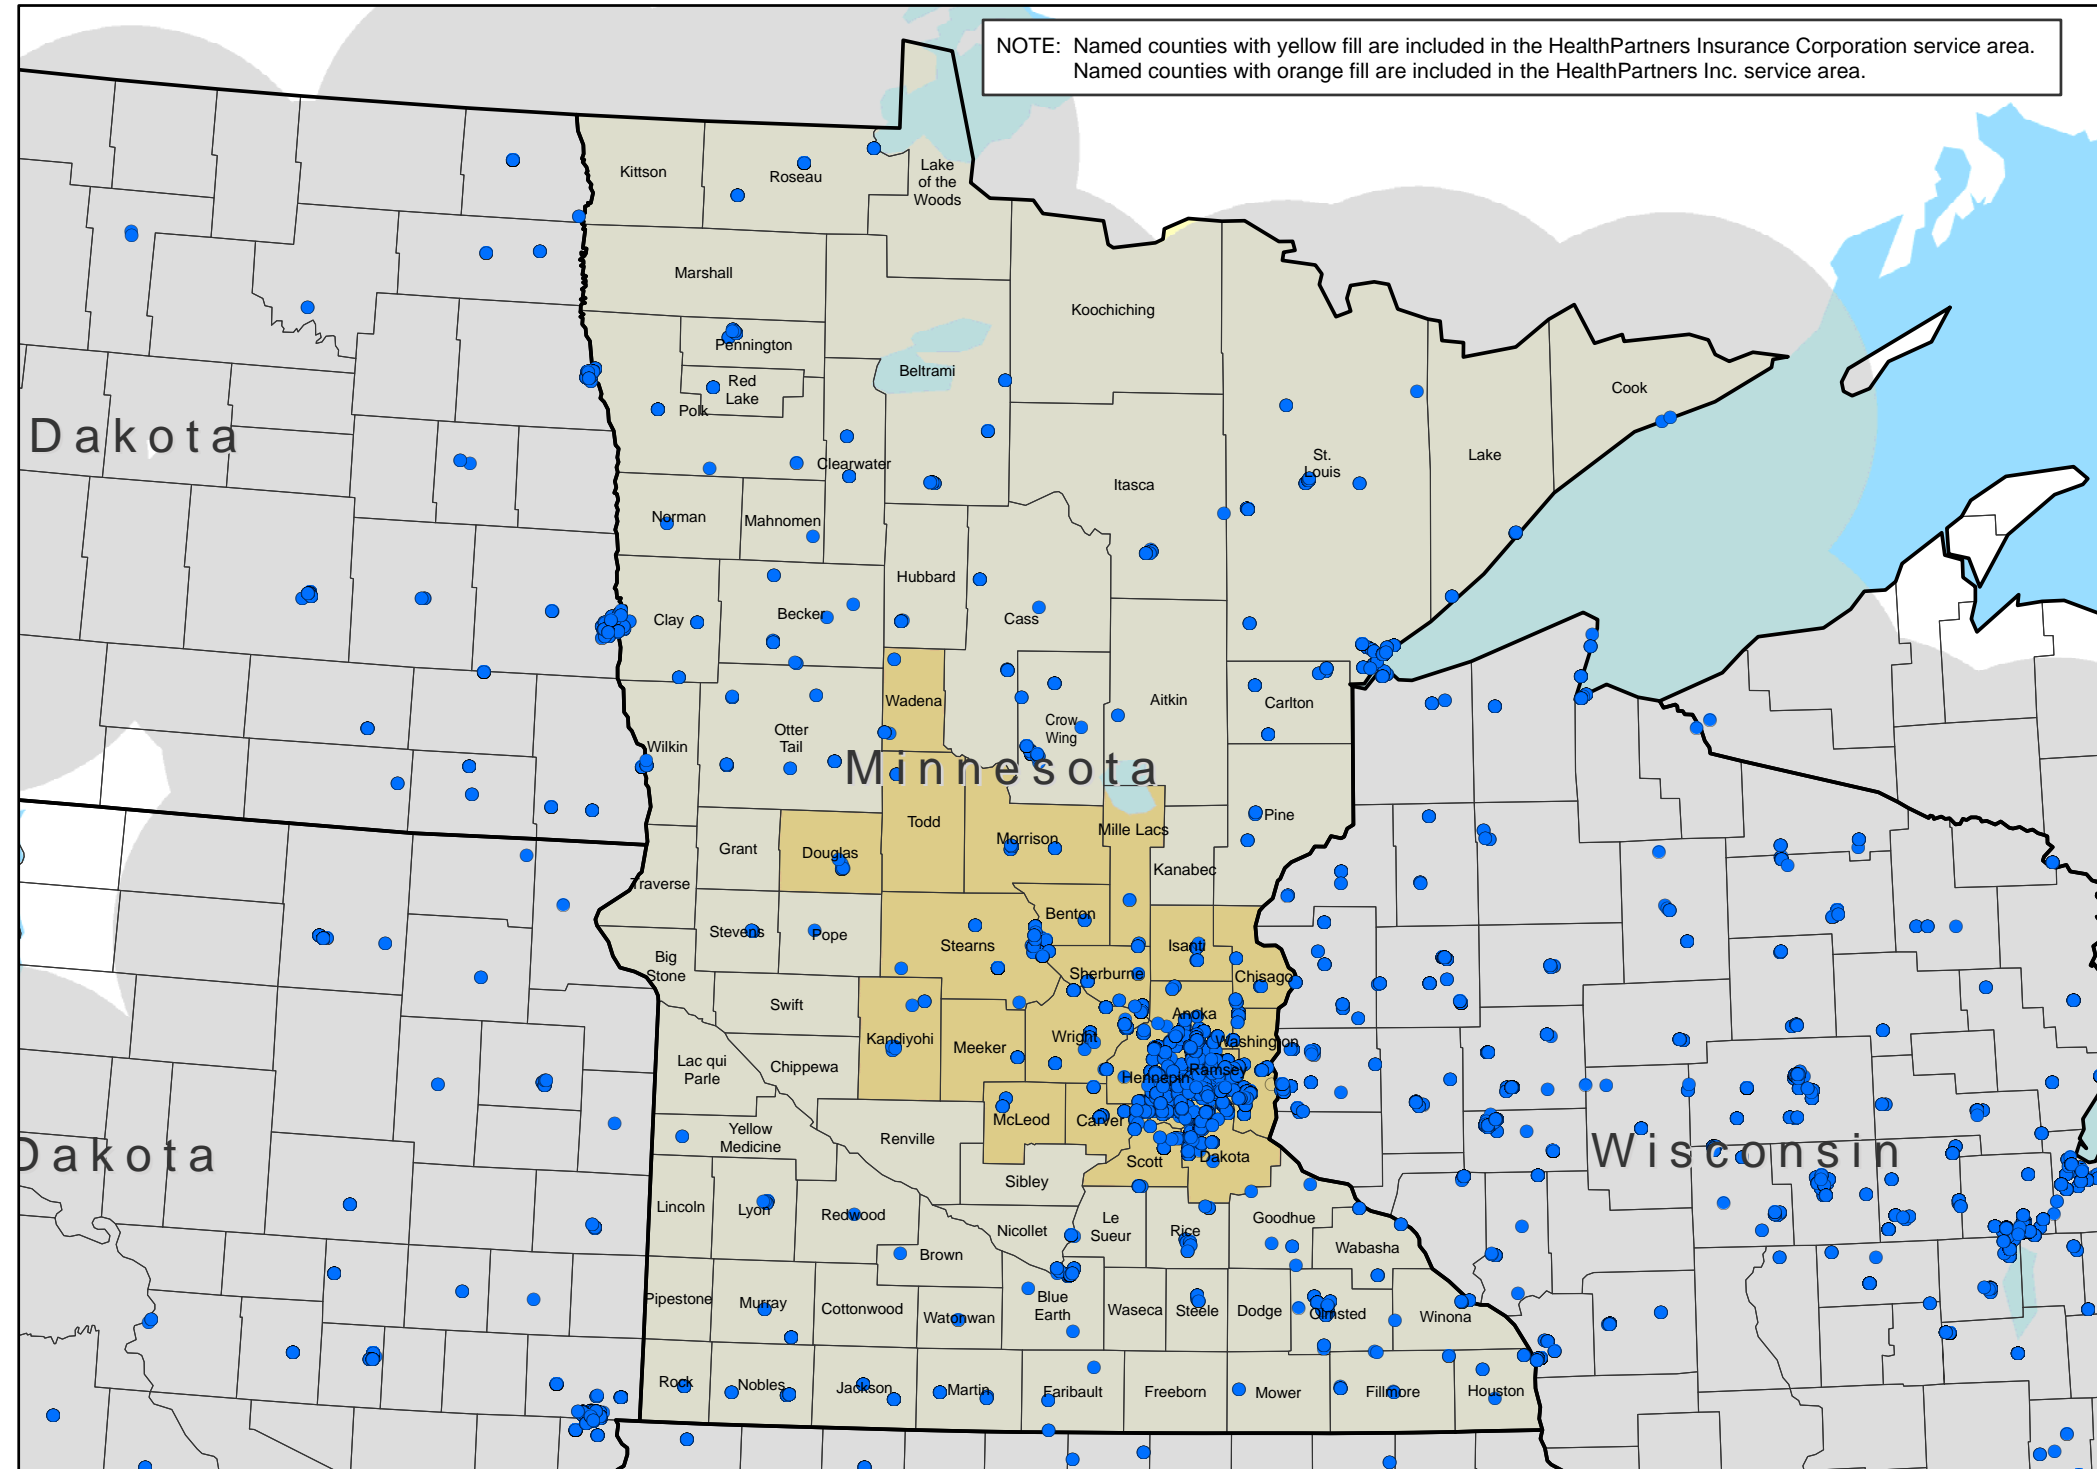 NOTE: Named counties with yellow fill are included in the HealthPartners Insurance Corporation service area.
Named counties with orange fill are included in the HealthPartners Inc. service area.
Kittson
Roseau
Lake
of the
Woods
Marshall
Koochiching
Pennington
Beltrami
Red
Lake
Polk
Cook
Dakota
Clearwater
St.
Louis
Lake
Itasca
Norman
Mahnomen
Hubbard
Clay
Becker
Cass
Wadena
Aitkin
Carlton
Otter
Tail
Crow
Wing
Wilkin
Minnesota
Todd
Morrison
Mille Lacs
Pine
Grant
Douglas
Kanabec
Traverse
Benton
Stevens
Pope
Stearns
Isanti
Big
Stone
Sherburne
Chisago
Swift
Anoka
Kandiyohi
Meeker
Wright
Washington
Lac qui
Parle
Chippewa
Hennepin
Ramsey
McLeod
Carver
Yellow
Medicine
Renville
Dakota
Scott
Dakota
Wisconsin
Sibley
Lincoln
Lyon
Redwood
Nicollet
Le
Sueur
Rice
Goodhue
Wabasha
Brown
Pipestone
Murray
Cottonwood
Watonwan
Blue
Earth
Waseca
Steele
Dodge
Olmsted
Winona
Rock
Nobles
Jackson
Martin
Faribault
Freeborn
Mower
Fillmore
Houston